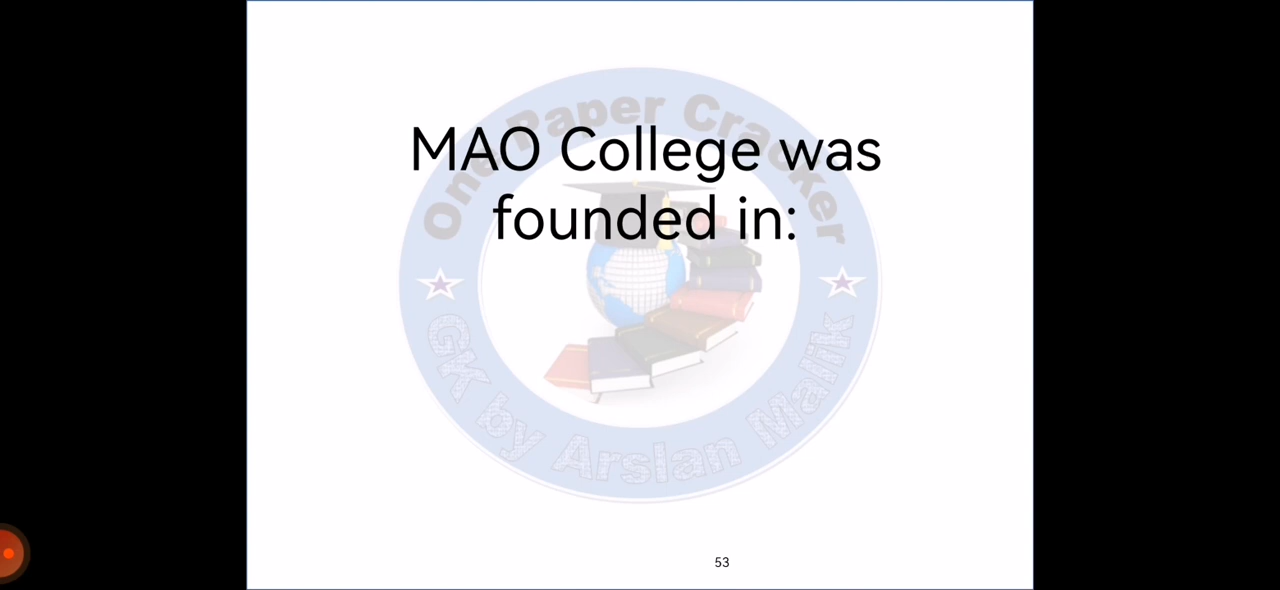 One Paper Cracker
MAO College was
founded in:
GK by Arslan Malik
53